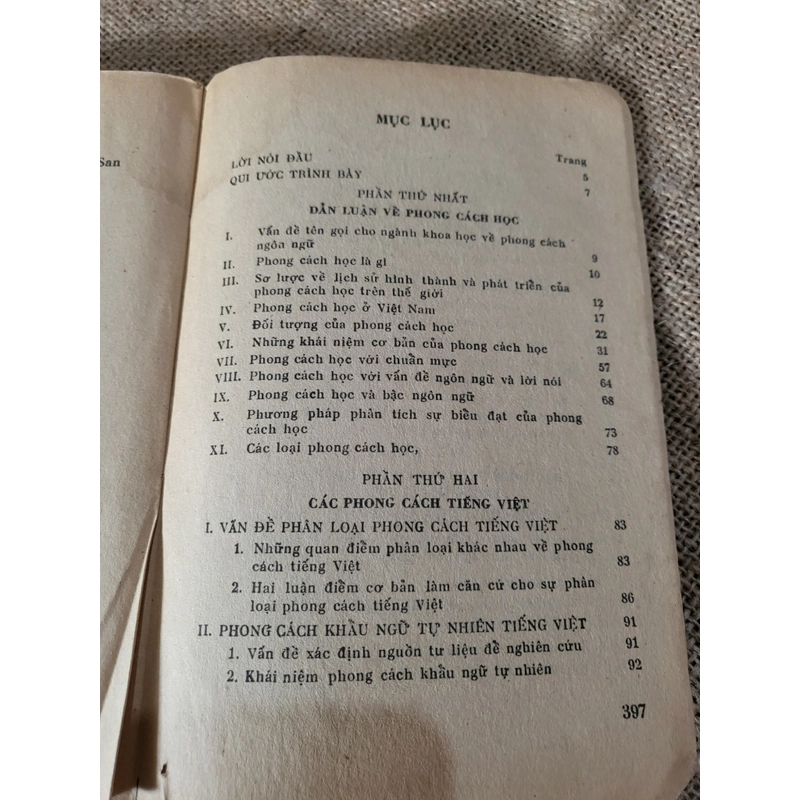 San
MỤC LỤC
Trang
LỜI NÓI ĐẦU 5
QUI ƯỚC TRÌNH BÀY 7
PHẦN THỨ NHẤT
DẪN LUẬN VỀ PHONG CÁCH HỌC
I. Vấn đề tên gọi cho ngành khoa học về phong cách
ngôn ngữ 9
II. Phong cách học là gì 10
III. Sơ lược về lịch sử hình thành và phát triển của
phong cách học trên thế giới 12
IV. Phong cách học ở Việt Nam 17
V. Đối tượng của phong cách học 22
VI. Những khái niệm cơ bản của phong cách học 31
VII. Phong cách học với chuẩn mực 57
VIII. Phong cách học với vấn đề ngôn ngữ và lời nói 64
IX. Phong cách học và bậc ngôn ngữ 68
X. Phương pháp phân tích sự biểu đạt của phong
cách học 73
XI. Các loại phong cách học, 78
PHẦN THỨ HAI
CÁC PHONG CÁCH TIẾNG VIỆT
I. VẤN ĐỀ PHÂN LOẠI PHONG CÁCH TIẾNG VIỆT 83
1. Những quan điểm phân loại khác nhau về phong
cách tiếng Việt 83
2. Hai luận điểm cơ bản làm căn cứ cho sự phân
loại phong cách tiếng Việt 86
II. PHONG CÁCH KHẨU NGỮ TỰ NHIÊN TIẾNG VIỆT 91
1. Vấn đề xác định nguồn tư liệu để nghiên cứu 91
2. Khái niệm phong cách khẩu ngữ tự nhiên 92
397